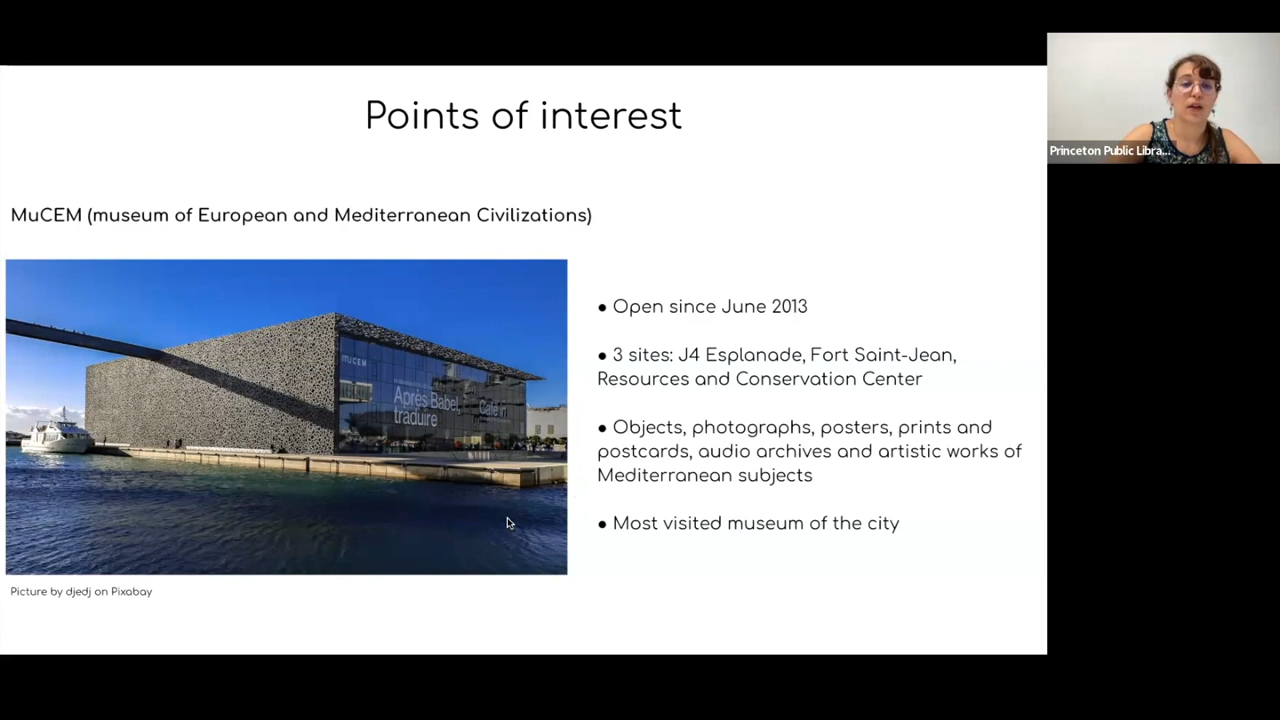 Points of interest
Princeton Public Libra...
MuCEM (museum of European and Mediterranean Civilizations)
MUCEM
Après Babel,
traduire
● Open since June 2013
● 3 sites: J4 Esplanade, Fort Saint-Jean,
Resources and Conservation Center
● Objects, photographs, posters, prints and
postcards, audio archives and artistic works of
Mediterranean subjects
● Most visited museum of the city
Picture by djedj on Pixabay